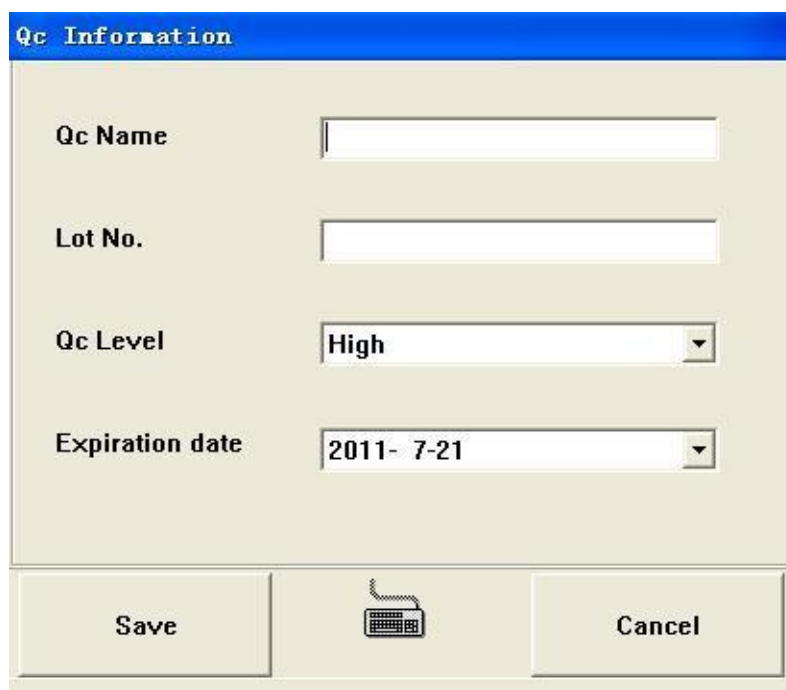 Qc Information
Qc Name
Lot No.
Qc Level High
Expiration date 2011- 7-21
Save Cancel